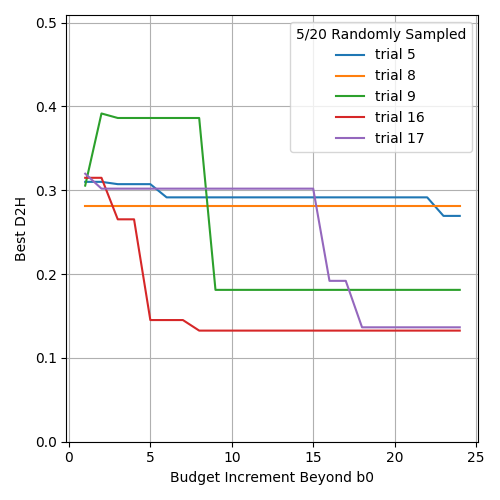 5/20 Randomly Sampled
trial 5
trial 8
trial 9
trial 16
trial 17
Best D2H
0.5
0.4
0.3
0.2
0.1
0.0
0
5
10
15
20
25
Budget Increment Beyond b0